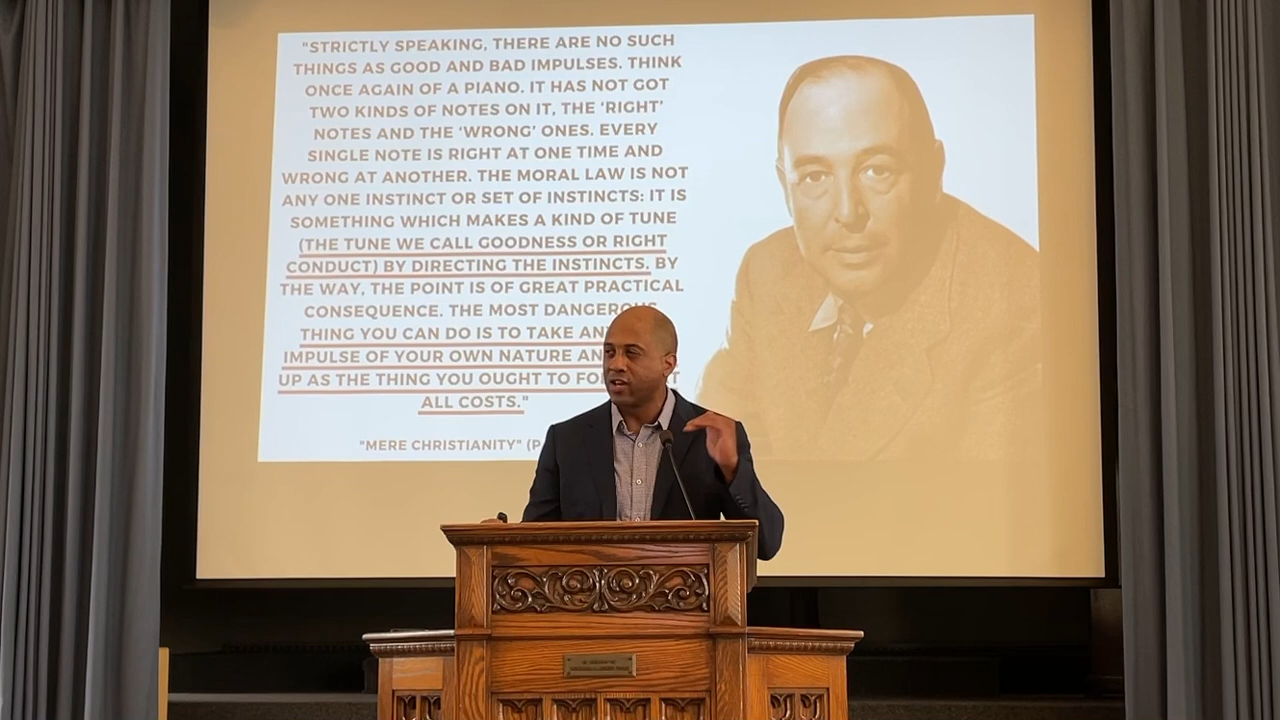 "STRICTLY SPEAKING, THERE ARE NO SUCH
THINGS AS GOOD AND BAD IMPULSES. THINK
ONCE AGAIN OF A PIANO. IT HAS NOT GOT
TWO KINDS OF NOTES ON IT, THE ‘RIGHT’
NOTES AND THE ‘WRONG’ ONES. EVERY
SINGLE NOTE IS RIGHT AT ONE TIME AND
WRONG AT ANOTHER. THE MORAL LAW IS NOT
ANY ONE INSTINCT OR SET OF INSTINCTS: IT IS
SOMETHING WHICH MAKES A KIND OF TUNE
(THE TUNE WE CALL GOODNESS OR RIGHT
CONDUCT) BY DIRECTING THE INSTINCTS. BY
THE WAY, THE POINT IS OF GREAT PRACTICAL
CONSEQUENCE. THE MOST DANGEROUS
THING YOU CAN DO IS TO TAKE
IMPULSE OF YOUR OWN NATURE
UP AS THE THING YOU OUGHT TO
ALL COSTS."
"MERE CHRISTIANITY"